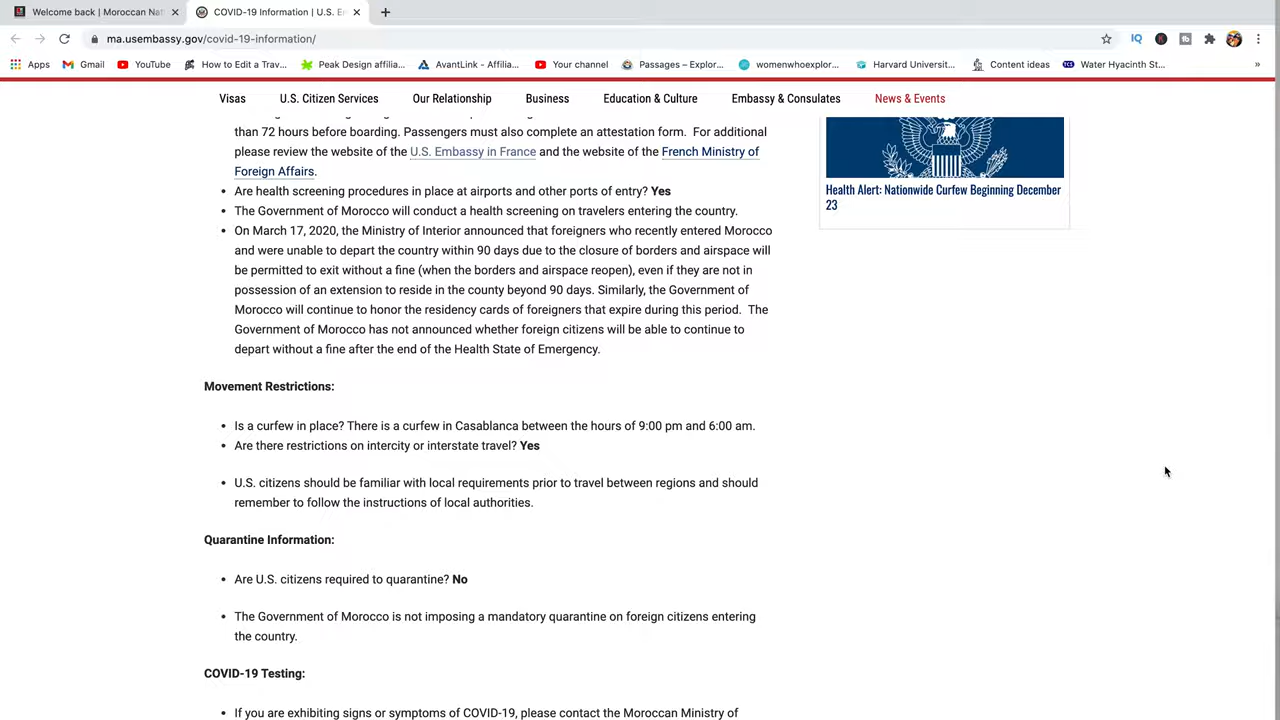 Welcome back | Moroccan Nat
COVID-19 Information | U.S. E
ma.usembassy.gov/covid-19-information/
Apps
Gmail
YouTube
How to Edit a Trav...
Peak Design affilia...
AvantLink - Affilia...
Your channel
Passages – Explor...
womenwhoexplor...
Harvard Universit...
Content ideas
Water Hyacinth St...
»
Visas
U.S. Citizen Services
Our Relationship
Business
Education & Culture
Embassy & Consulates
News & Events
than 72 hours before boarding. Passengers must also complete an attestation form. For additional
please review the website of the U.S. Embassy in France and the website of the French Ministry of
Foreign Affairs.
• Are health screening procedures in place at airports and other ports of entry? Yes
• The Government of Morocco will conduct a health screening on travelers entering the country.
• On March 17, 2020, the Ministry of Interior announced that foreigners who recently entered Morocco
and were unable to depart the country within 90 days due to the closure of borders and airspace will
be permitted to exit without a fine (when the borders and airspace reopen), even if they are not in
possession of an extension to reside in the county beyond 90 days. Similarly, the Government of
Morocco will continue to honor the residency cards of foreigners that expire during this period. The
Government of Morocco has not announced whether foreign citizens will be able to continue to
depart without a fine after the end of the Health State of Emergency.
Movement Restrictions:
• Is a curfew in place? There is a curfew in Casablanca between the hours of 9:00 pm and 6:00 am.
• Are there restrictions on intercity or interstate travel? Yes
• U.S. citizens should be familiar with local requirements prior to travel between regions and should
remember to follow the instructions of local authorities.
Quarantine Information:
• Are U.S. citizens required to quarantine? No
• The Government of Morocco is not imposing a mandatory quarantine on foreign citizens entering
the country.
COVID-19 Testing:
• If you are exhibiting signs or symptoms of COVID-19, please contact the Moroccan Ministry of
Health Alert: Nationwide Curfew Beginning December
23